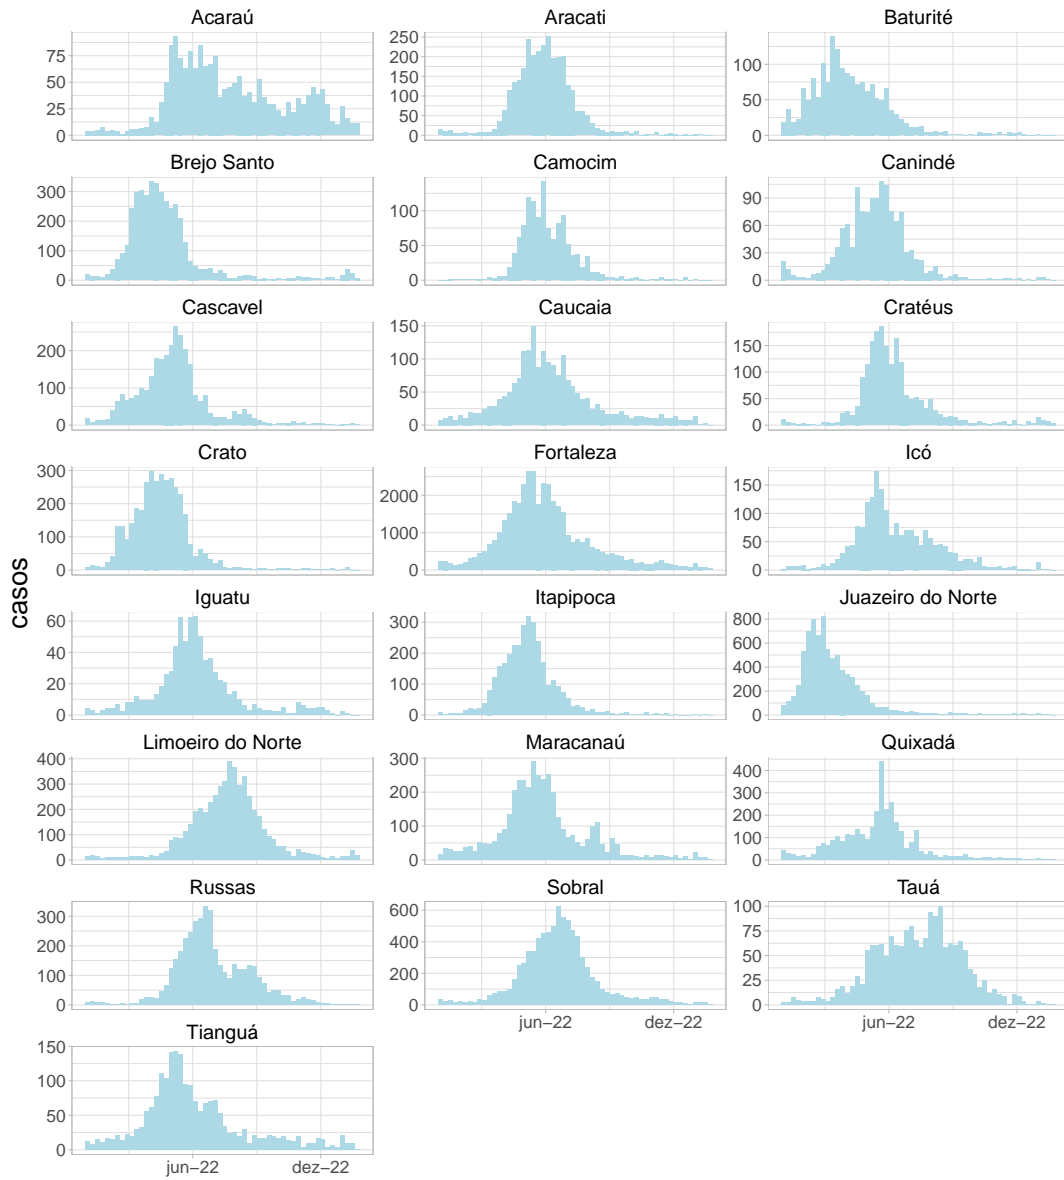 Acaraú Aracati Baturité
75 50 25 0
250 200 150 100 50 0
100 50 0
Brejo Santo Camocim Canindé
300 200 100 0
100 50 0
90 60 30 0
Cascavel Caucaia Cratéus
200 100 0
150 100 50 0
150 100 50 0
Crato Fortaleza Icó
300 200 100 0
2000 1000 0
150 100 50 0
casos
Iguatu Itapipoca Juazeiro do Norte
60 40 20 0
300 200 100 0
800 600 400 200 0
Limoeiro do Norte Maracanaú Quixadá
400 300 200 100 0
300 200 100 0
400 300 200 100 0
Russas Sobral Tauá
300 200 100 0
600 400 200 0
100 75 50 25 0
jun−22 dez−22 jun−22 dez−22
Tianguá
150 100 50 0
jun−22 dez−22